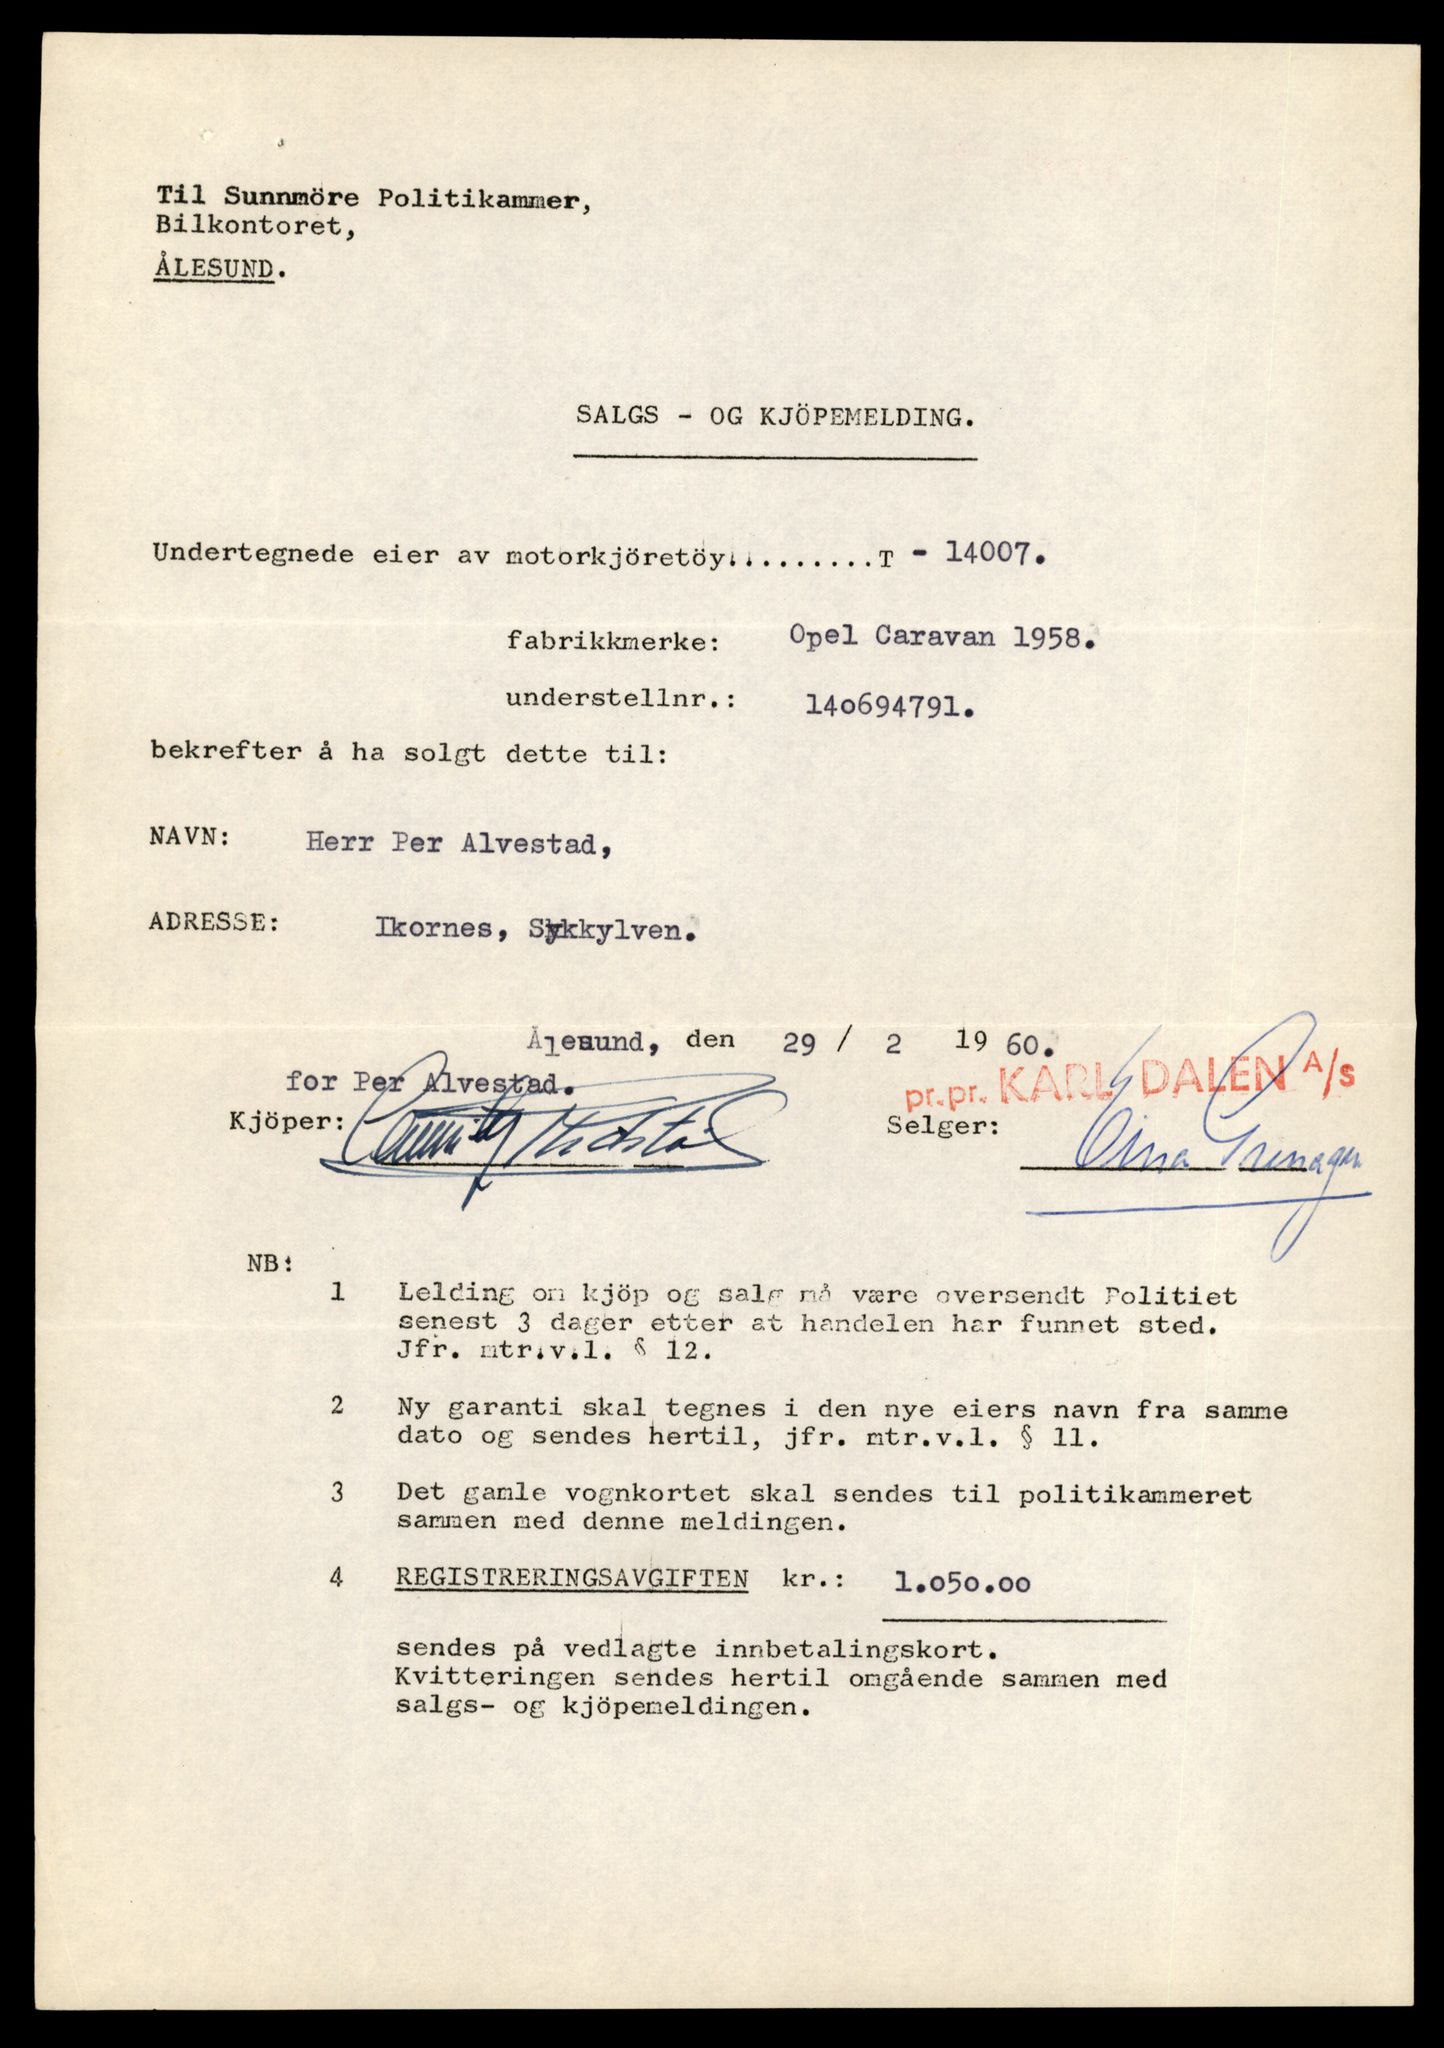 Til Sunnmöre Politikammer,
Bilkontoret,
ÅLESUND.
SALGS - OG KJÖPEMELDING.
Undertegnede eier av motorkjöretöy..........T - 14007.
fabrikkmerke: Opel Caravan 1958.
understellnr.: 140694791.
bekrefter å ha solgt dette til:
NAVN: Herr Per Alvestad,
ADRESSE: Ikornes, Sykkylven.
Ålesund, den 29 / 2 1960.
for Per Alvestad.
pr.pr. KARL DALEN A/s
Kjöper:
Selger:
NB:
1 Lelding om kjöp og salg må være oversendt Politiet
senest 3 dager etter at handelen har funnet sted.
Jfr. mtr.v.l. § 12.
2 Ny garanti skal tegnes i den nye eiers navn fra samme
dato og sendes hertil, jfr. mtr.v.l. § 11.
3 Det gamle vognkortet skal sendes til politikammeret
sammen med denne meldingen.
4 REGISTRERINGSAVGIFTEN kr.: 1.050.00
sendes på vedlagte innbetalingskort.
Kvitteringen sendes hertil omgående sammen med
salgs- og kjöpemeldingen.